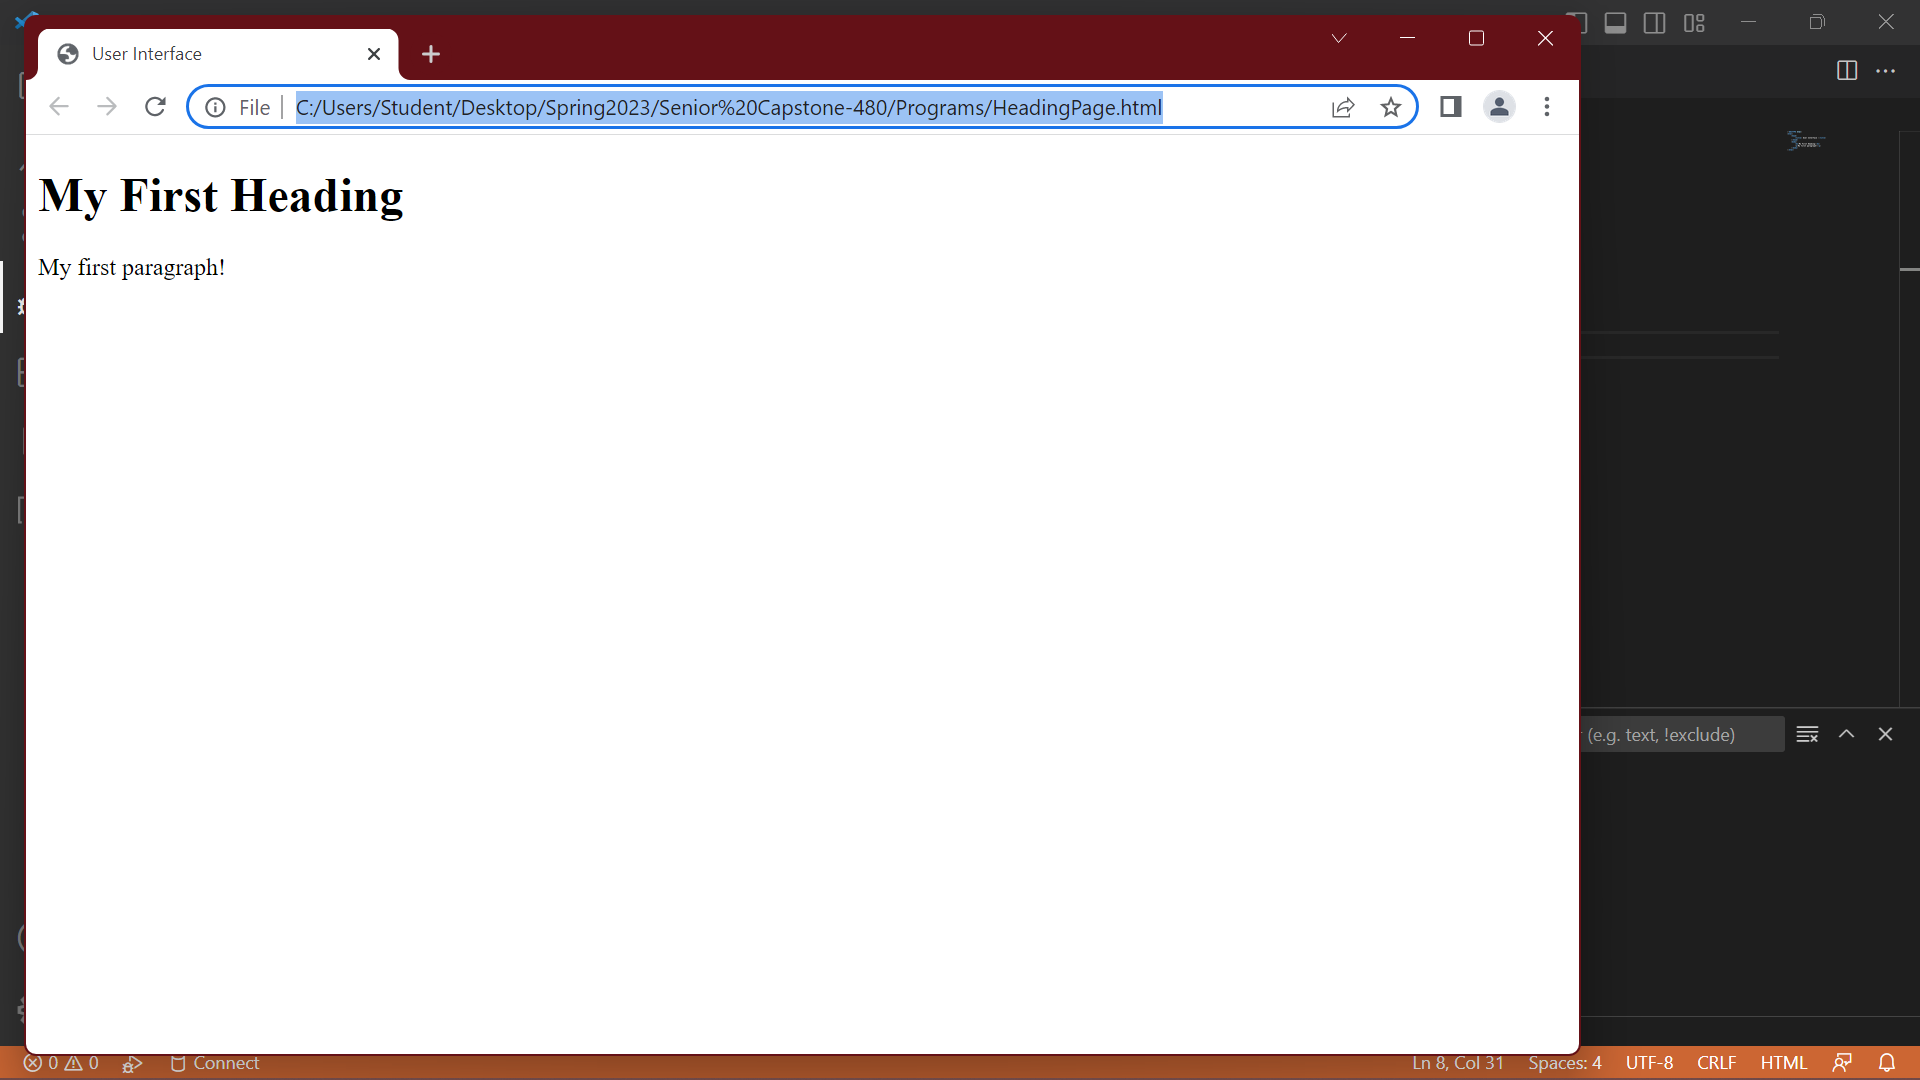 User Interface
File C:/Users/Student/Desktop/Spring2023/Senior%20Capstone-480/Programs/HeadingPage.html
My First Heading
My first paragraph!
(e.g. text, !exclude)
0 0 Connect Ln 8, Col 31 Spaces: 4 UTF-8 CRLF HTML